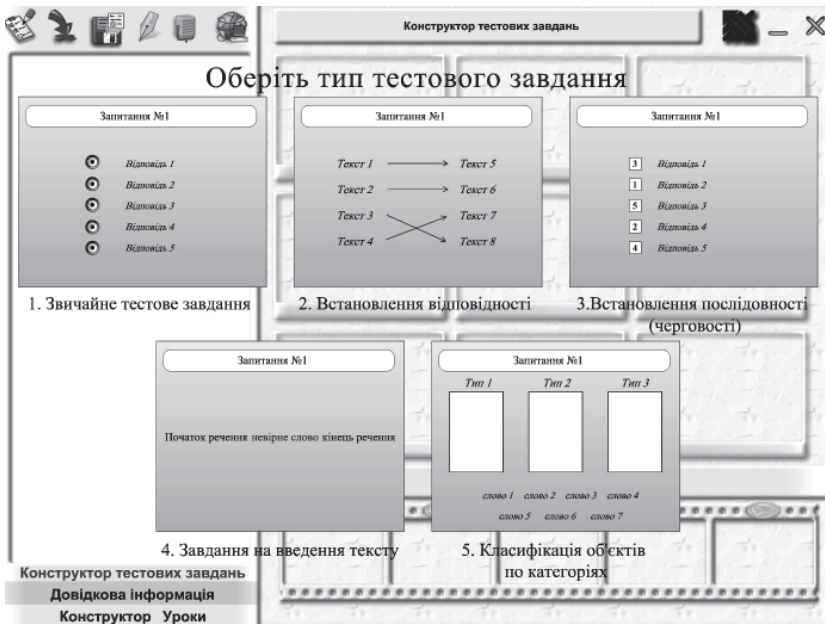 Конструктор тестових завдань
Оберіть тип тестового завдання
Запитання №1
Відповідь 1
Відповідь 2
Відповідь 3
Відповідь 4
Відповідь 5
1. Звичайне тестове завдання
Запитання №1
Текст 1 Текст 5
Текст 2 Текст 6
Текст 3 Текст 7
Текст 4 Текст 8
2. Встановлення відповідності
Запитання №1
3 Відповідь 1
1 Відповідь 2
5 Відповідь 3
2 Відповідь 4
4 Відповідь 5
3.Встановлення послідовності
(черговості)
Запитання №1
Початок речення невірне слово кінець речення
4. Завдання на введення тексту
Запитання №1
Тип 1 Тип 2 Тип 3
слово 1 слово 2 слово 3 слово 4
слово 5 слово 6 слово 7
5. Класифікація об'єктів
по категоріях
Конструктор тестових завдань
Довідкова інформація
Конструктор Уроки